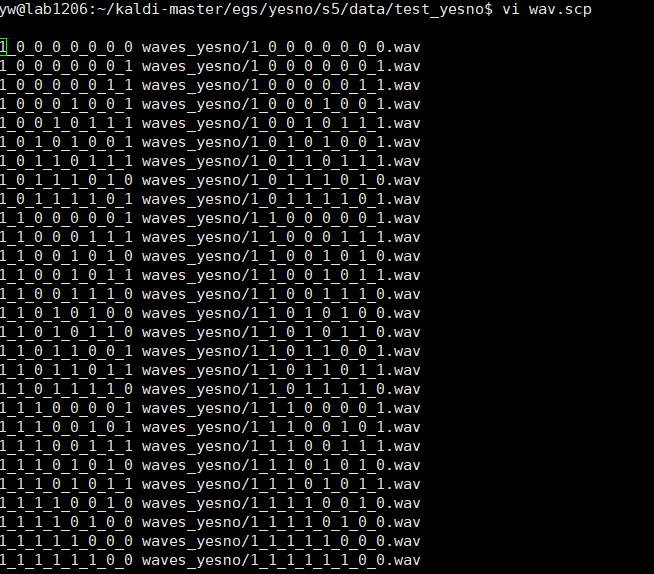 yw@lab1206:~/kaldi-master/egs/yesno/s5/data/test_yesno$ vi wav.scp
1_0_0_0_0_0_0_0 waves_yesno/1_0_0_0_0_0_0_0.wav
1_0_0_0_0_0_0_1 waves_yesno/1_0_0_0_0_0_0_1.wav
1_0_0_0_0_0_1_1 waves_yesno/1_0_0_0_0_0_1_1.wav
1_0_0_0_1_0_0_1 waves_yesno/1_0_0_0_1_0_0_1.wav
1_0_0_1_0_1_1_1 waves_yesno/1_0_0_1_0_1_1_1.wav
1_0_1_0_1_0_0_1 waves_yesno/1_0_1_0_1_0_0_1.wav
1_0_1_1_0_1_1_1 waves_yesno/1_0_1_1_0_1_1_1.wav
1_0_1_1_1_0_1_0 waves_yesno/1_0_1_1_1_0_1_0.wav
1_0_1_1_1_1_0_1 waves_yesno/1_0_1_1_1_1_0_1.wav
1_1_0_0_0_0_0_1 waves_yesno/1_1_0_0_0_0_0_1.wav
1_1_0_0_0_1_1_1 waves_yesno/1_1_0_0_0_1_1_1.wav
1_1_0_0_1_0_1_0 waves_yesno/1_1_0_0_1_0_1_0.wav
1_1_0_0_1_0_1_1 waves_yesno/1_1_0_0_1_0_1_1.wav
1_1_0_0_1_1_1_0 waves_yesno/1_1_0_0_1_1_1_0.wav
1_1_0_1_0_1_0_0 waves_yesno/1_1_0_1_0_1_0_0.wav
1_1_0_1_0_1_1_0 waves_yesno/1_1_0_1_0_1_1_0.wav
1_1_0_1_1_0_0_1 waves_yesno/1_1_0_1_1_0_0_1.wav
1_1_0_1_1_0_1_1 waves_yesno/1_1_0_1_1_0_1_1.wav
1_1_0_1_1_1_1_0 waves_yesno/1_1_0_1_1_1_1_0.wav
1_1_1_0_0_0_0_1 waves_yesno/1_1_1_0_0_0_0_1.wav
1_1_1_0_0_1_0_1 waves_yesno/1_1_1_0_0_1_0_1.wav
1_1_1_0_0_1_1_1 waves_yesno/1_1_1_0_0_1_1_1.wav
1_1_1_0_1_0_1_0 waves_yesno/1_1_1_0_1_0_1_0.wav
1_1_1_0_1_0_1_1 waves_yesno/1_1_1_0_1_0_1_1.wav
1_1_1_1_0_0_1_0 waves_yesno/1_1_1_1_0_0_1_0.wav
1_1_1_1_0_1_0_0 waves_yesno/1_1_1_1_0_1_0_0.wav
1_1_1_1_1_0_0_0 waves_yesno/1_1_1_1_1_0_0_0.wav
1_1_1_1_1_1_0_0 waves_yesno/1_1_1_1_1_1_0_0.wav